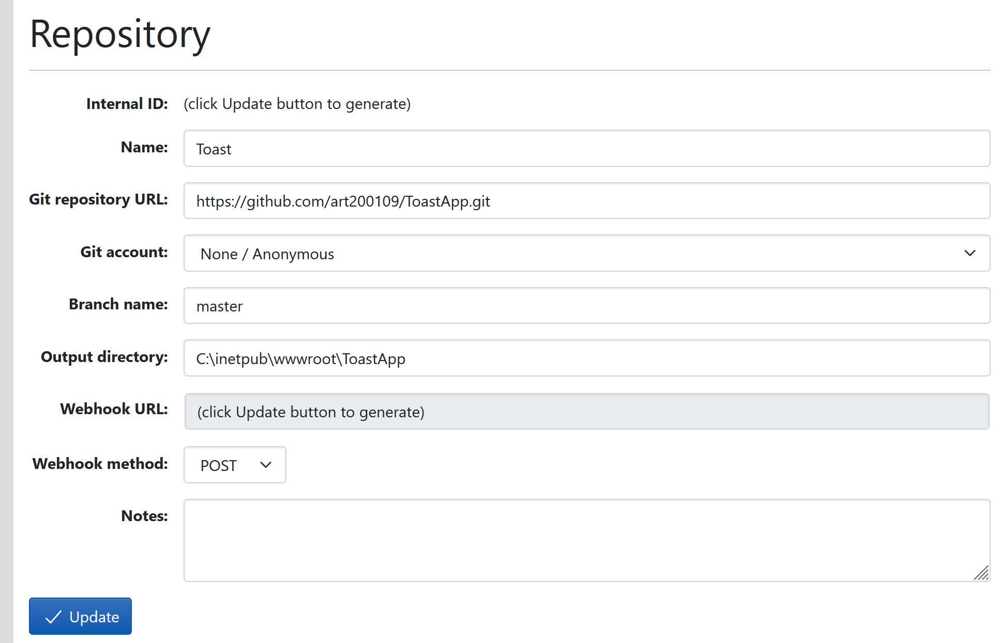 Repository
Internal ID: (click Update button to generate)
Name: Toast
Git repository URL: https://github.com/art200109/ToastApp.git
Git account: None / Anonymous
Branch name: master
Output directory: C:\inetpub\wwwroot\ToastApp
Webhook URL: (click Update button to generate)
Webhook method: POST
Notes:
Update